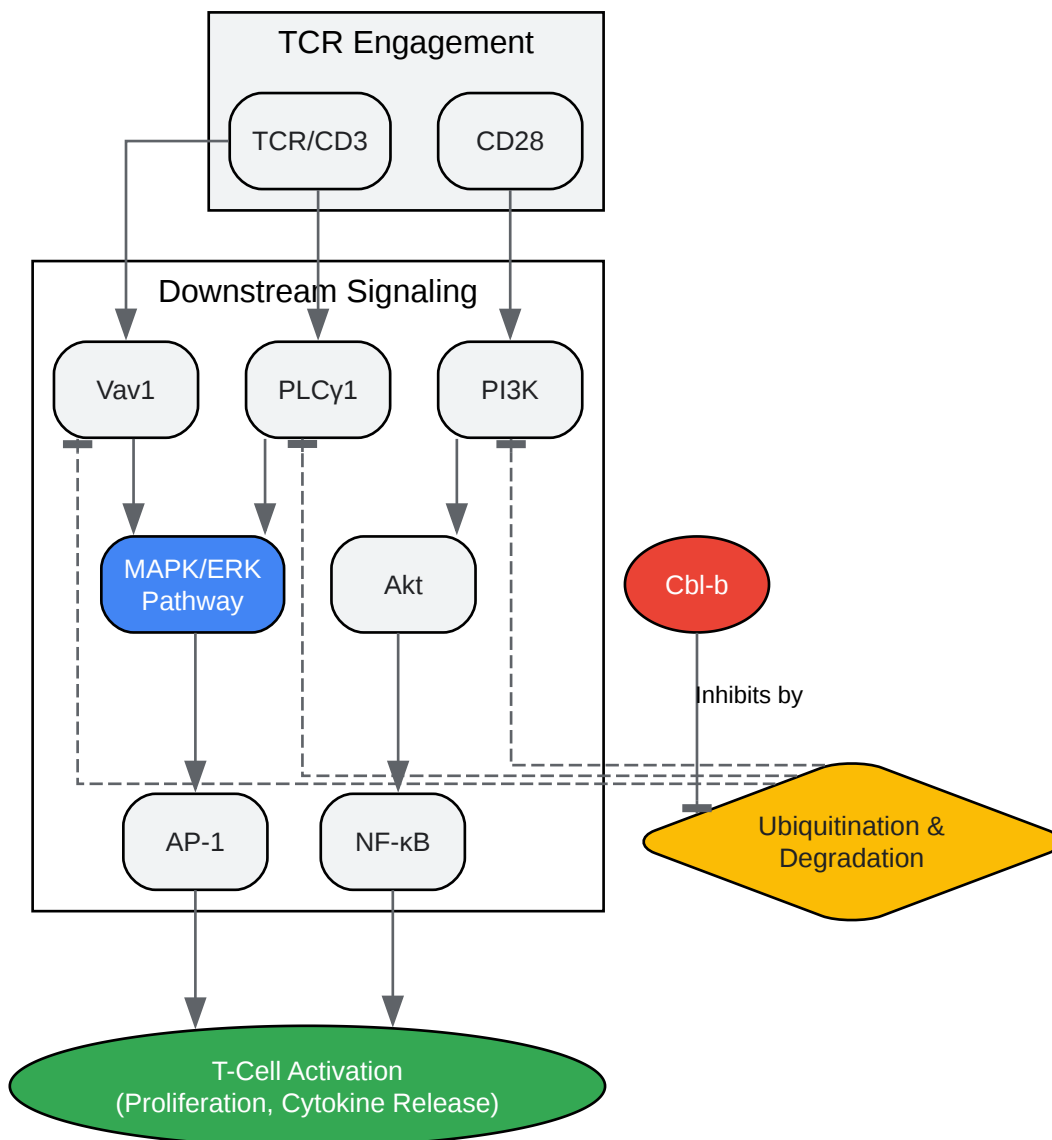 TCR Engagement
TCR/CD3
CD28
Downstream Signaling
Vav1
PLCγ1
PI3K
MAPK/ERK
Pathway
Akt
Cbl-b
Inhibits by
AP-1
NF-κB
Ubiquitination &
Degradation
T-Cell Activation
(Proliferation, Cytokine Release)